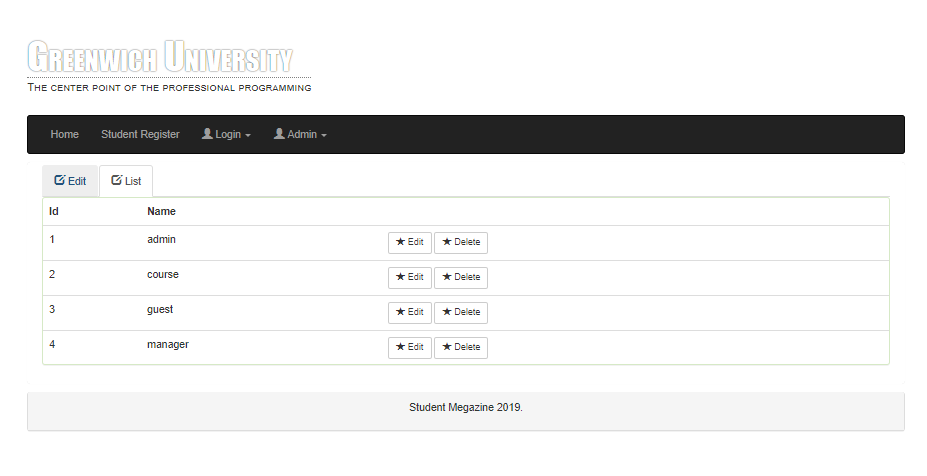 Greenwich University
The center point of the professional programming
Home Student Register Login Admin
Edit List
Id Name
1 admin Edit Delete
2 course Edit Delete
3 guest Edit Delete
4 manager Edit Delete
Student Megazine 2019.